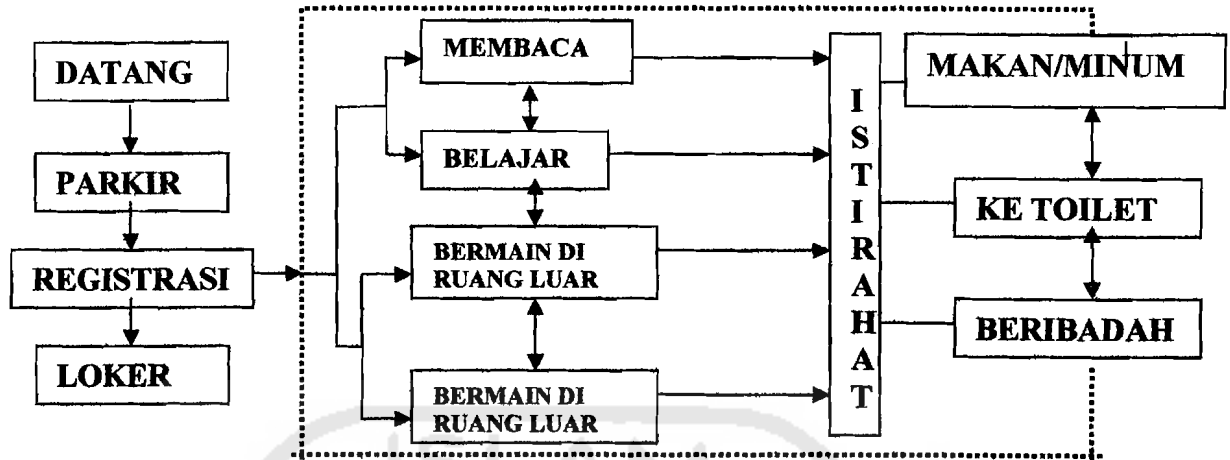 DATANG
PARKIR
REGISTRASI
LOKER
MEMBACA
BELAJAR
BERMAIN DI
RUANG LUAR
BERMAIN DI
RUANG LUAR
ISTIRAHAT
MAKAN/MINUM
KE TOILET
BERIBADAH